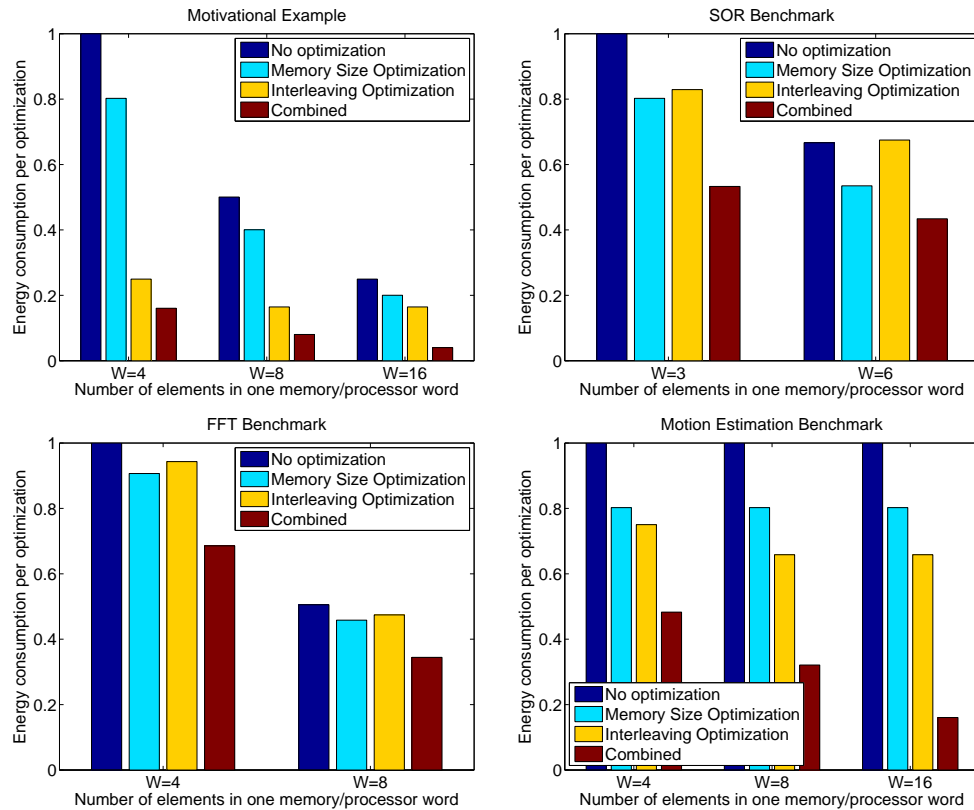 Motivational Example
Energy consumption per optimization
1
0.8
0.6
0.4
0.2
0
No optimization
Memory Size Optimization
Interleaving Optimization
Combined
W=4 W=8 W=16
Number of elements in one memory/processor word
SOR Benchmark
Energy consumption per optimization
1
0.8
0.6
0.4
0.2
0
No optimization
Memory Size Optimization
Interleaving Optimization
Combined
W=3 W=6
Number of elements in one memory/processor word
FFT Benchmark
Energy consumption per optimization
1
0.8
0.6
0.4
0.2
0
No optimization
Memory Size Optimization
Interleaving Optimization
Combined
W=4 W=8
Number of elements in one memory/processor word
Motion Estimation Benchmark
Energy consumption per optimization
1
0.8
0.6
0.4
0.2
0
No optimization
Memory Size Optimization
Interleaving Optimization
Combined
W=4 W=8 W=16
Number of elements in one memory/processor word